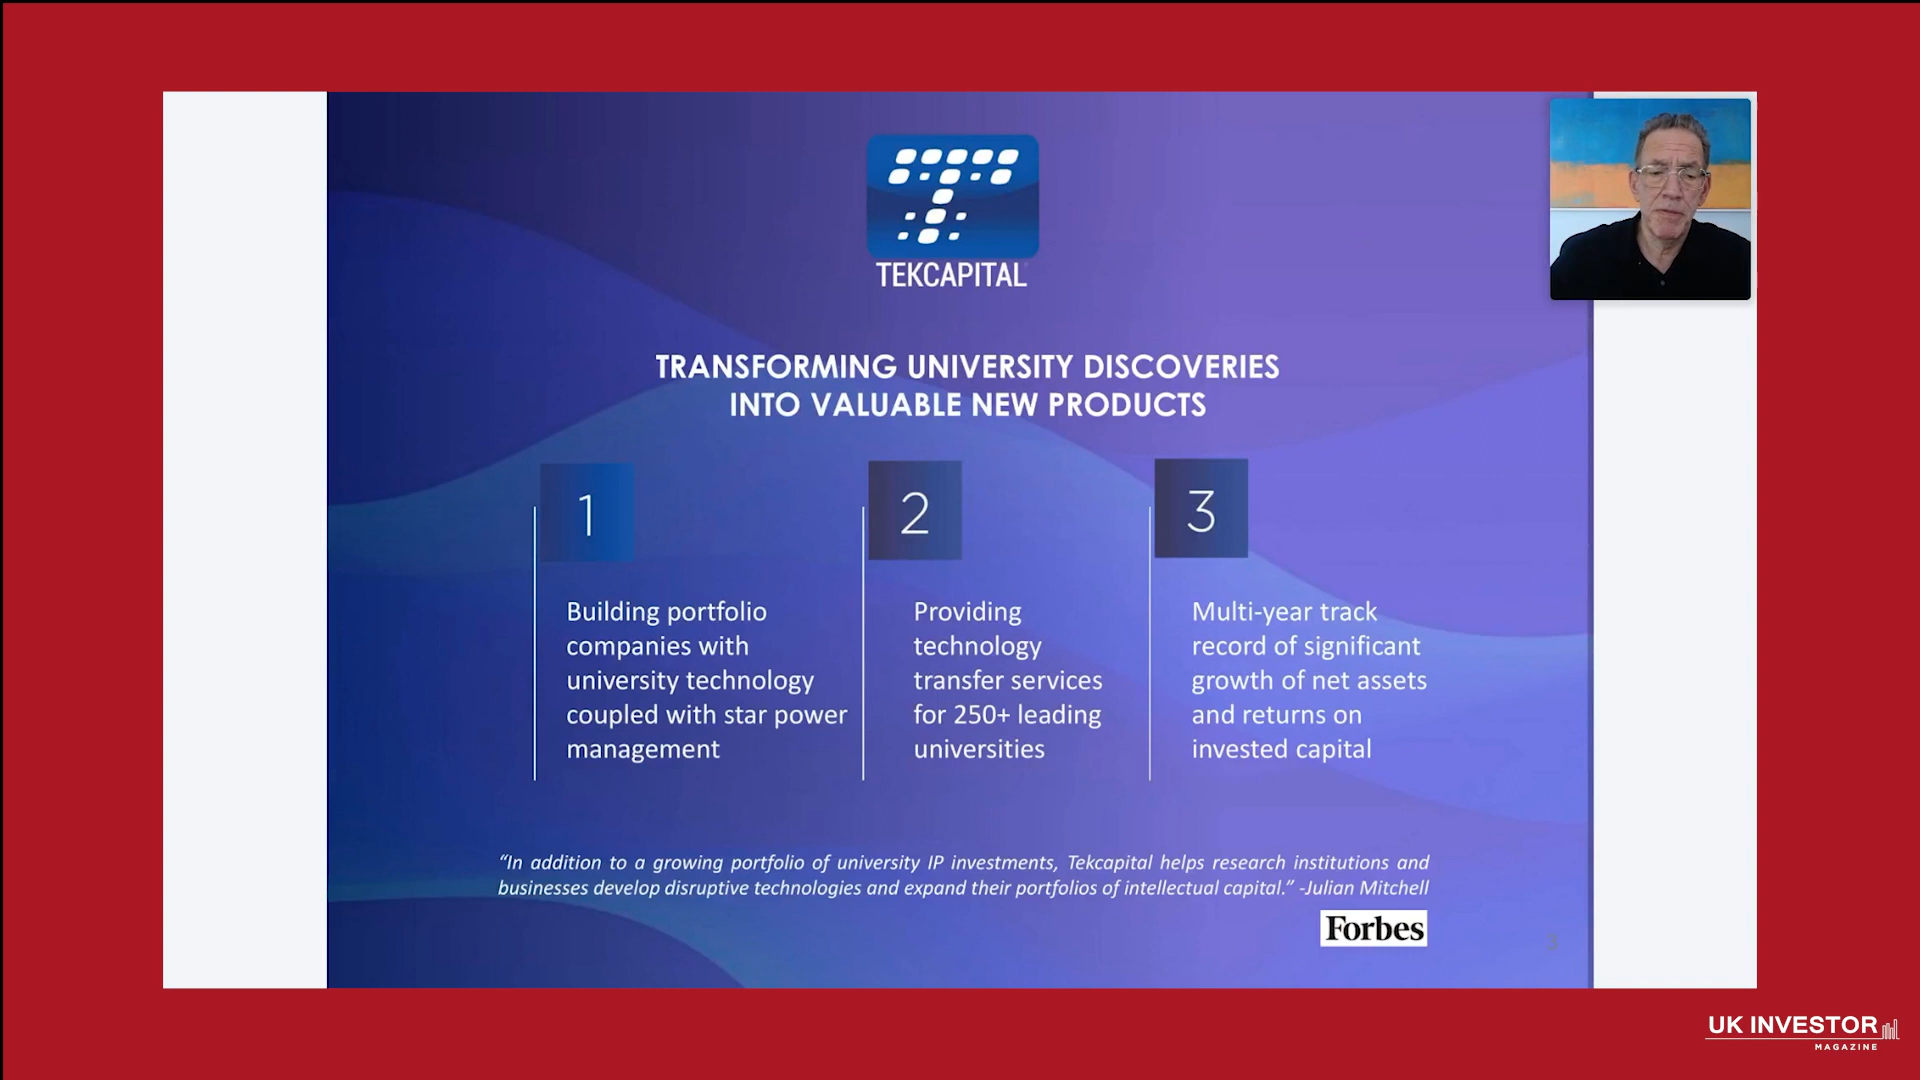 TEKCAPITAL
TRANSFORMING UNIVERSITY DISCOVERIES
INTO VALUABLE NEW PRODUCTS
1
Building portfolio
companies with
university technology
coupled with star power
management
2
Providing
technology
transfer services
for 250+ leading
universities
3
Multi-year track
record of significant
growth of net assets
and returns on
invested capital
“In addition to a growing portfolio of university IP investments, Tekcapital helps research institutions and
businesses develop disruptive technologies and expand their portfolios of intellectual capital.” -Julian Mitchell
Forbes
UK INVESTOR
MAGAZINE